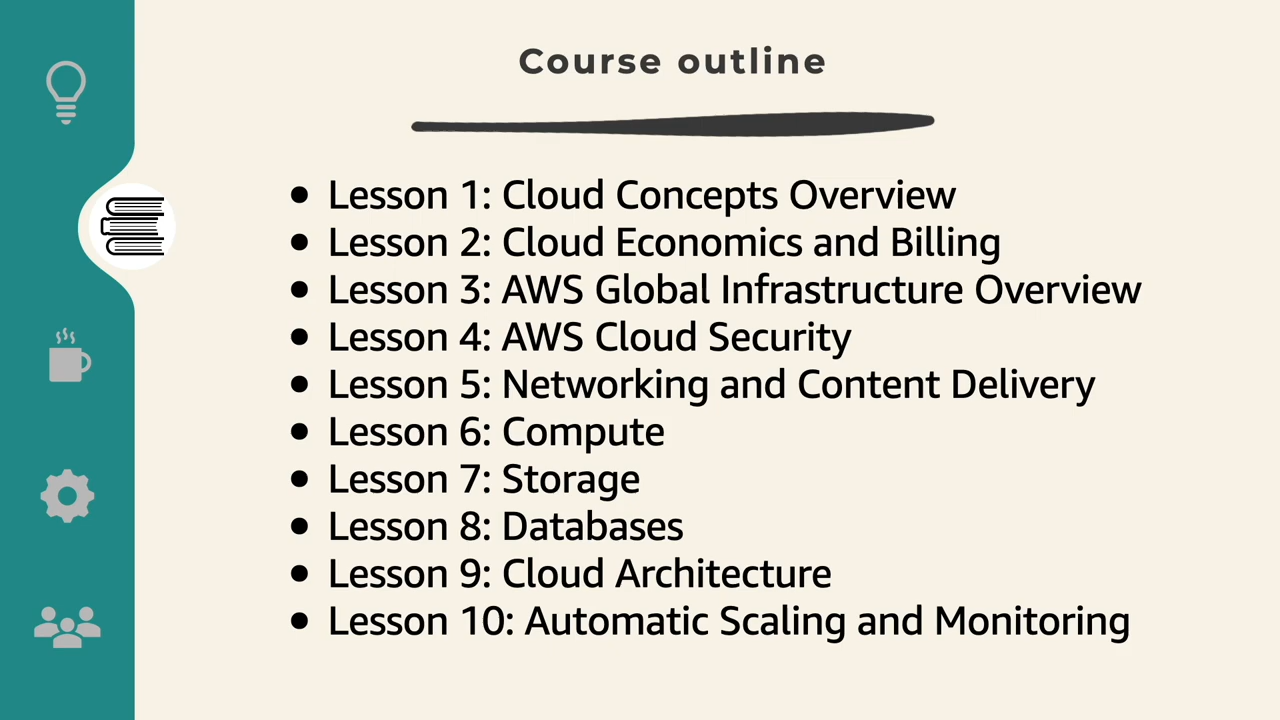 Course outline
• Lesson 1: Cloud Concepts Overview
• Lesson 2: Cloud Economics and Billing
• Lesson 3: AWS Global Infrastructure Overview
• Lesson 4: AWS Cloud Security
• Lesson 5: Networking and Content Delivery
• Lesson 6: Compute
• Lesson 7: Storage
• Lesson 8: Databases
• Lesson 9: Cloud Architecture
• Lesson 10: Automatic Scaling and Monitoring